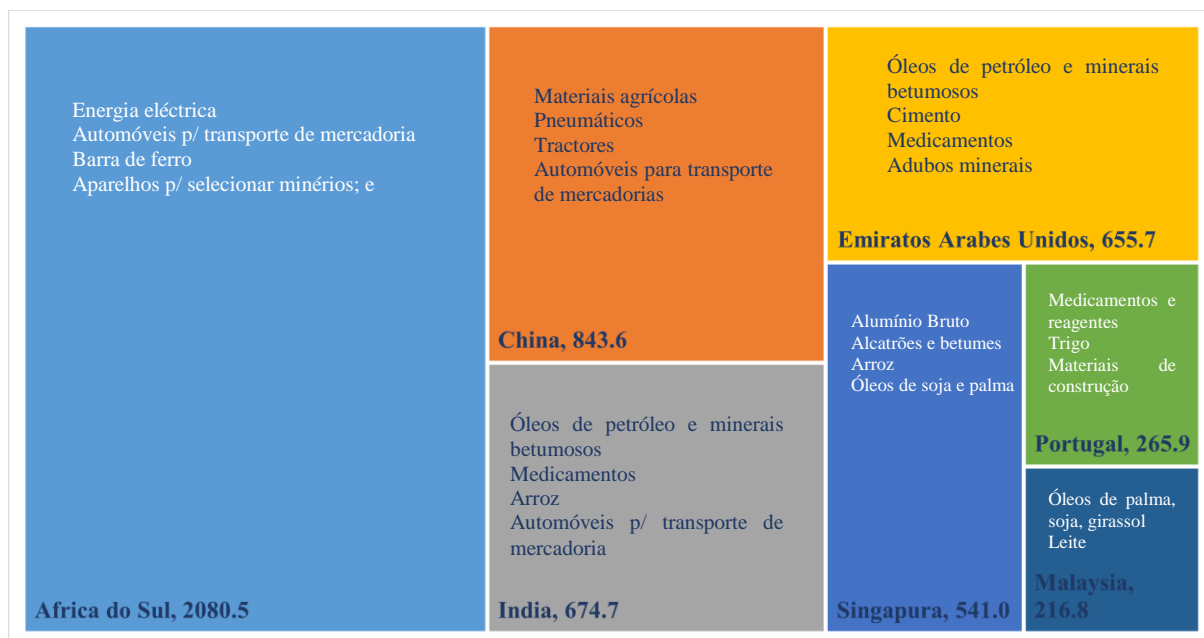 Energia eléctrica
Automóveis p/ transporte de mercadoria
Barra de ferro
Aparelhos p/ selecionar minérios; e
Africa do Sul, 2080.5
Materiais agrícolas
Pneumáticos
Tractores
Automóveis para transporte
de mercadorias
China, 843.6
Óleos de petróleo e minerais
betumosos
Medicamentos
Arroz
Automóveis p/ transporte de
mercadoria
India, 674.7
Óleos de petróleo e minerais
betumosos
Cimento
Medicamentos
Adubos minerais
Emiratos Arabes Unidos, 655.7
Alumínio Bruto
Alcatrões e betumes
Arroz
Óleos de soja e palma
Singapura, 541.0
Medicamentos e
reagentes
Trigo
Materiais de
construção
Portugal, 265.9
Óleos de palma,
soja, girassol
Leite
Malaysia,
216.8